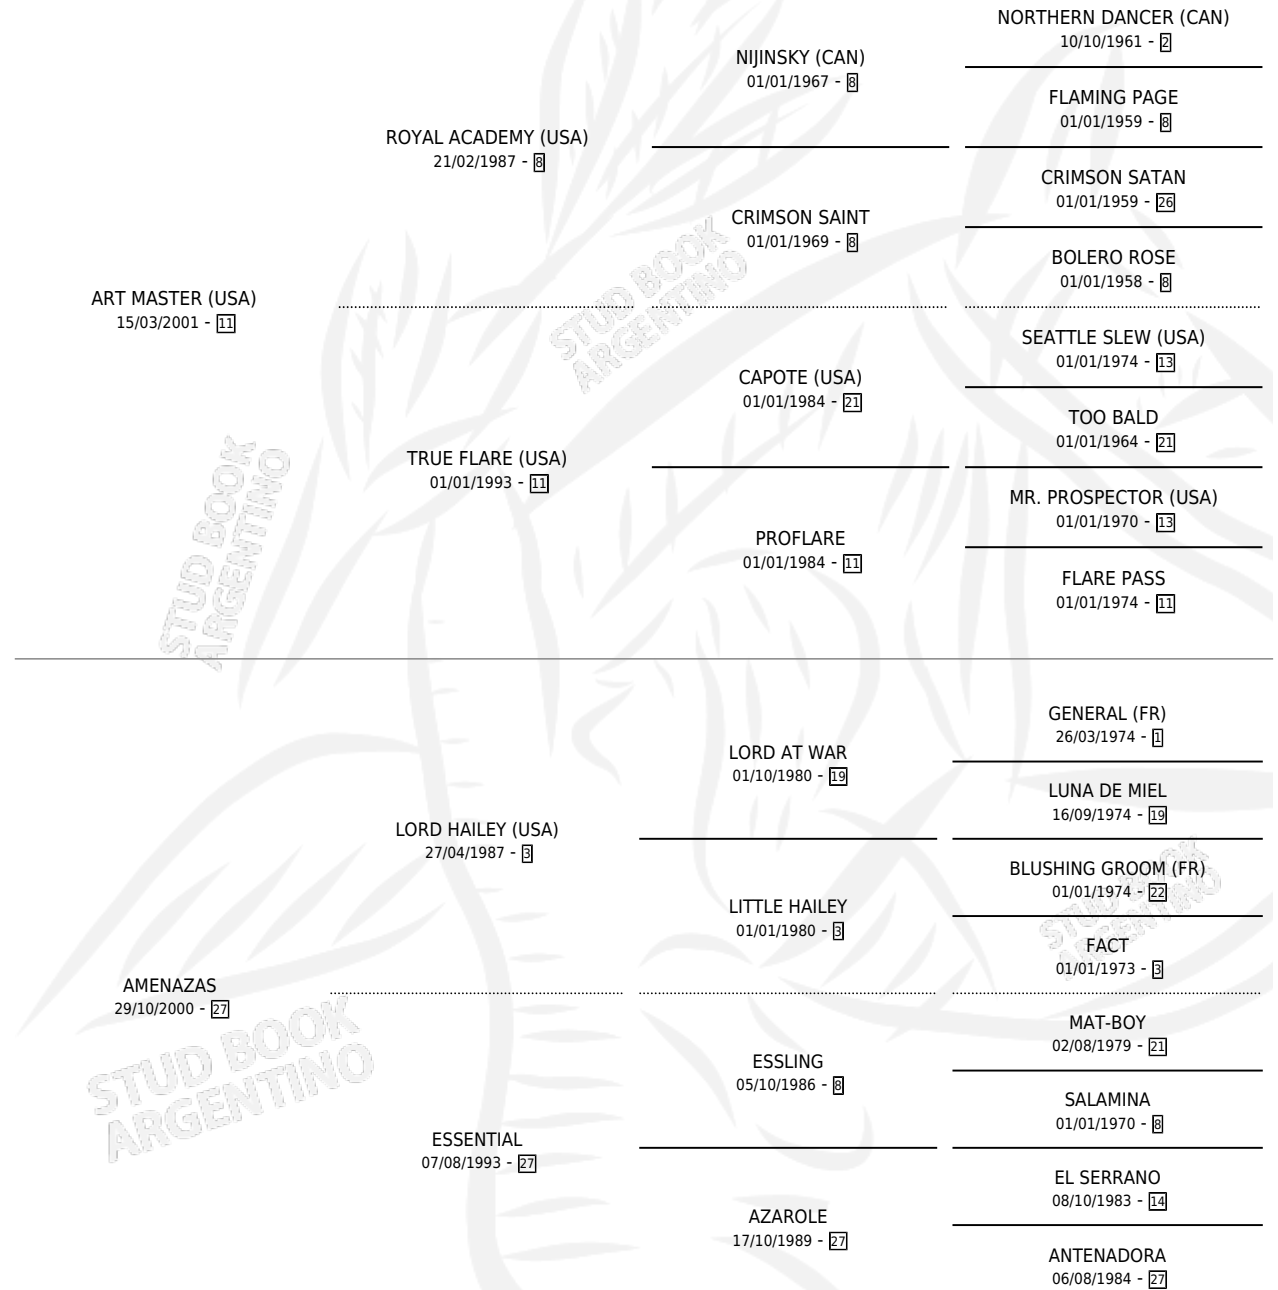 NORTHERN DANCER (CAN)
10/10/1961 - 2
NIJINSKY (CAN)
01/01/1967 - 8
FLAMING PAGE
01/01/1959 - 8
ROYAL ACADEMY (USA)
21/02/1987 - 8
CRIMSON SATAN
01/01/1959 - 26
CRIMSON SAINT
01/01/1969 - 8
BOLERO ROSE
01/01/1958 - 8
ART MASTER (USA)
15/03/2001 - 11
STUD BOOK
ARGENTINO
SEATTLE SLEW (USA)
01/01/1974 - 13
CAPOTE (USA)
01/01/1984 - 21
TOO BALD
01/01/1964 - 21
TRUE FLARE (USA)
01/01/1993 - 11
MR. PROSPECTOR (USA)
01/01/1970 - 13
PROFLARE
01/01/1984 - 11
FLARE PASS
01/01/1974 - 11
STUD BOOK
ARGENTINO
GENERAL (FR)
26/03/1974 - 1
LORD AT WAR
01/10/1980 - 19
LUNA DE MIEL
16/09/1974 - 19
LORD HAILEY (USA)
27/04/1987 - 3
BLUSHING GROOM (FR)
01/01/1974 - 22
LITTLE HAILEY
01/01/1980 - 3
FACT
01/01/1973 - 3
STUD BOOK
ARGENTINO
AMENAZAS
29/10/2000 - 27
MAT-BOY
02/08/1979 - 21
ESSLING
05/10/1986 - 8
SALAMINA
01/01/1970 - 8
STUD BOOK
ARGENTINO
ESSENTIAL
07/08/1993 - 27
EL SERRANO
08/10/1983 - 14
AZAROLE
17/10/1989 - 27
ANTENADORA
06/08/1984 - 27